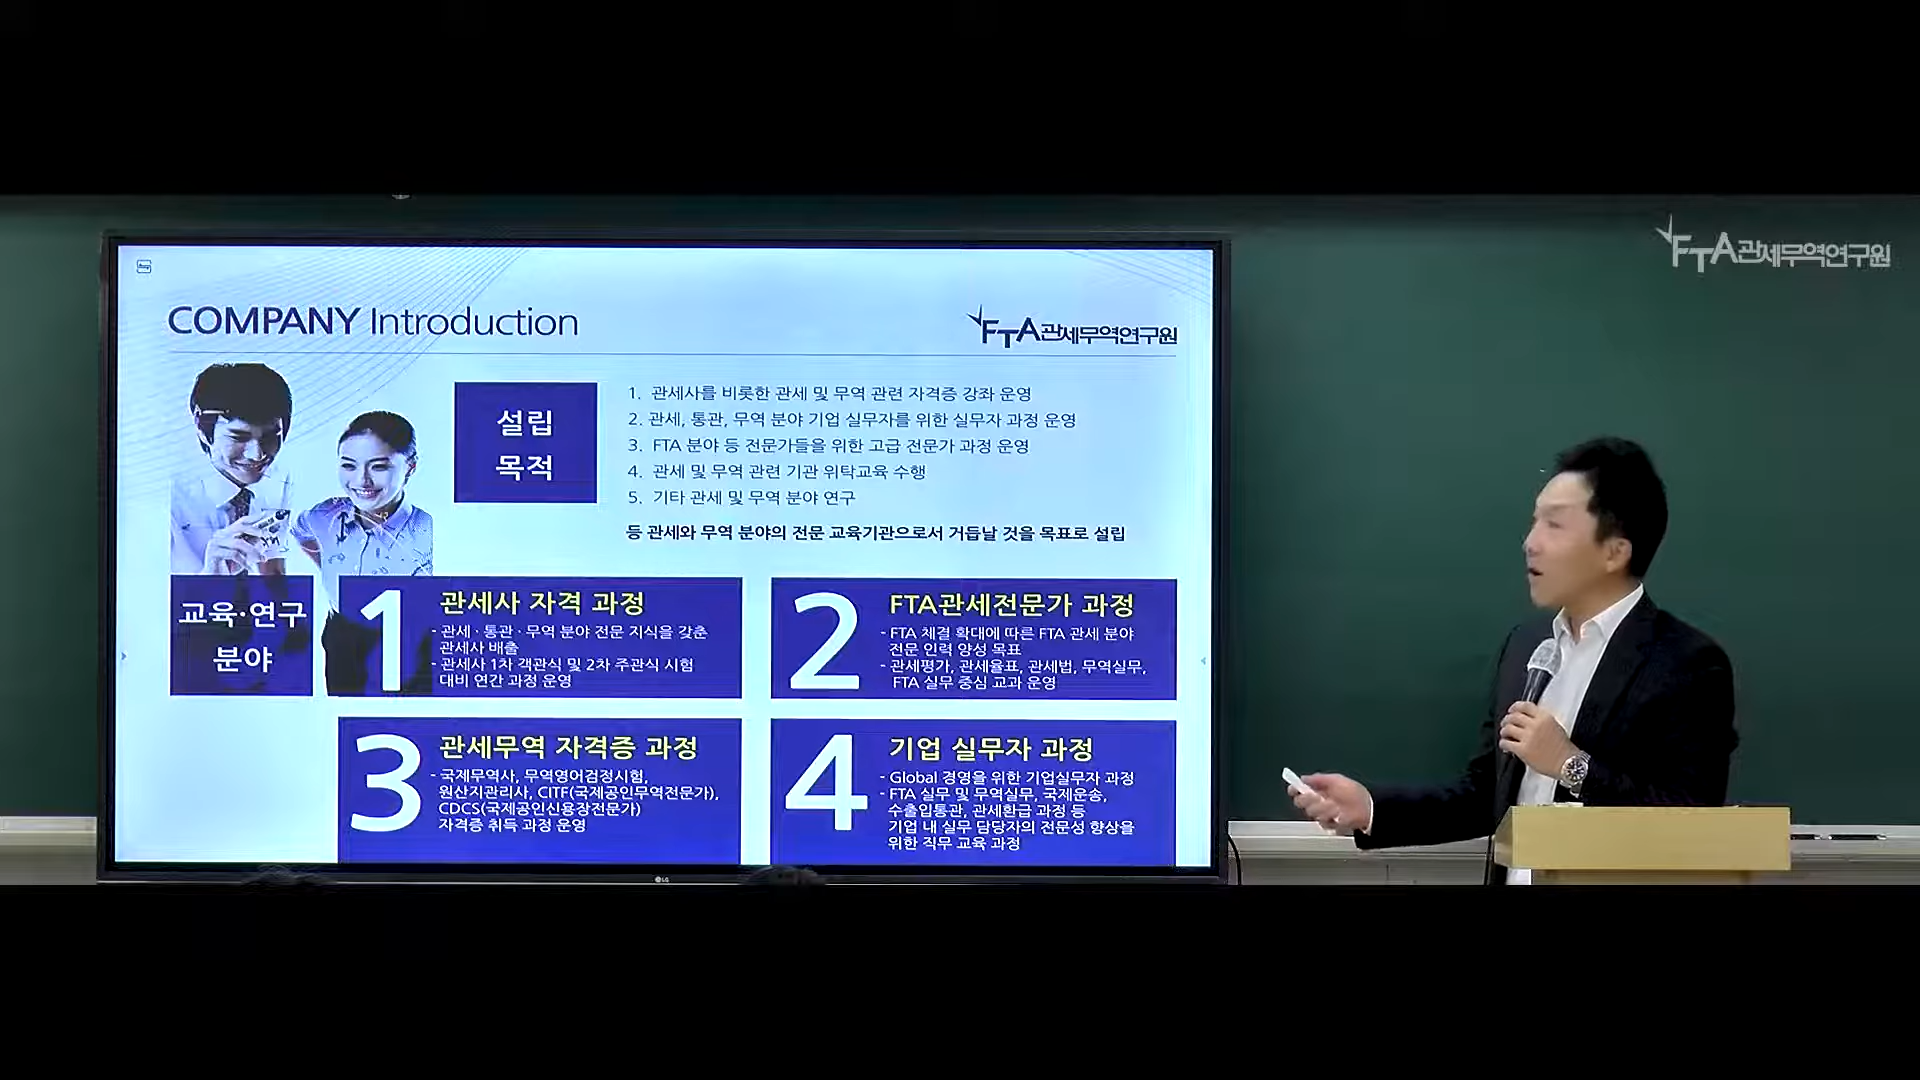 FTA관세무역연구원
COMPANY Introduction
FTA관세무역연구원
설립
목적
1. 관세사를 비롯한 관세 및 무역 관련 자격증 강좌 운영
2. 관세, 통관, 무역 분야 기업 실무자를 위한 실무자 과정 운영
3. FTA 분야 등 전문가들을 위한 고급 전문가 과정 운영
4. 관세 및 무역 관련 기관 위탁교육 수행
5. 기타 관세 및 무역 분야 연구
등 관세와 무역 분야의 전문 교육기관으로서 거듭날 것을 목표로 설립
교육·연구
분야
1
관세사 자격 과정
- 관세·통관·무역 분야 전문 지식을 갖춘
관세사 배출
- 관세사 1차 객관식 및 2차 주관식 시험
대비 연간 과정 운영
2
FTA관세전문가 과정
- FTA 체결 확대에 따른 FTA 관세 분야
전문 인력 양성 목표
- 관세평가, 관세율표, 관세법, 무역실무,
FTA 실무 중심 교과 운영
3
관세무역 자격증 과정
- 국제무역사, 무역영어검정시험,
원산지관리사, CITF(국제공인무역전문가),
CDCS(국제공인신용장전문가)
자격증 취득 과정 운영
4
기업 실무자 과정
- Global 경영을 위한 기업실무자 과정
- FTA 실무 및 무역실무, 국제운송,
수출입통관, 관세환급 과정 등
기업 내 실무 담당자의 전문성 향상을
위한 직무 교육 과정
LG